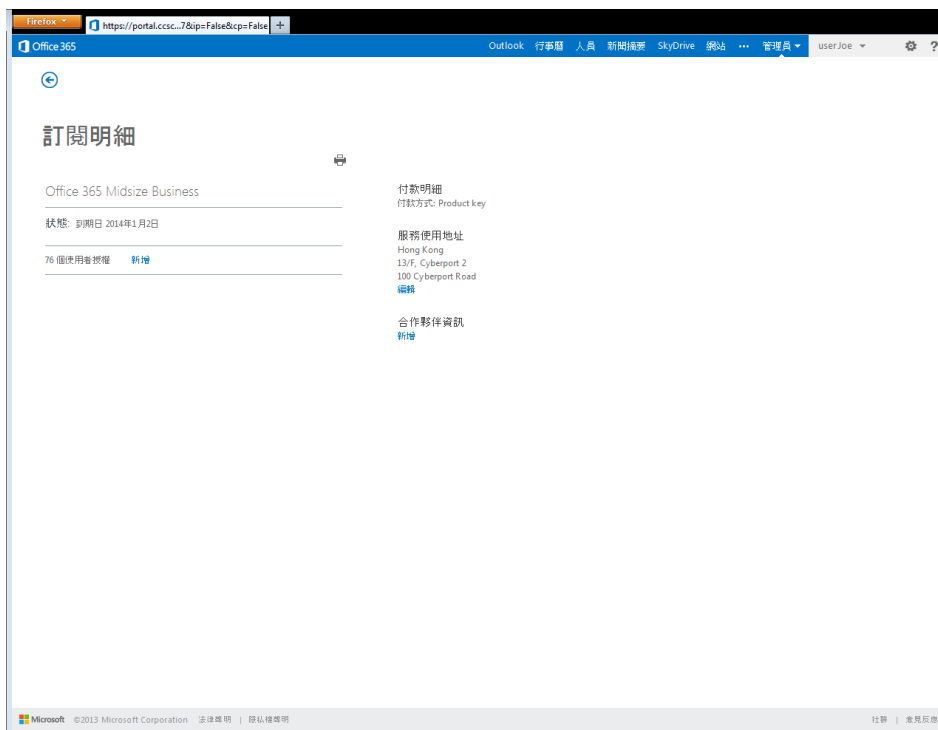 Firefox
https://portal.ccsc...7&ip=False&cp=False
Office 365 Outlook 行事曆 人員 新聞摘要 SkyDrive 網站 ••• 管理員 userJoe ?
訂閱明細
Office 365 Midsize Business
狀態: 到期日 2014年1月2日
76 個使用者授權 新增
付款明細
付款方式: Product key
服務使用地址
Hong Kong
13/F, Cyberport 2
100 Cyberport Road
編輯
合作夥伴資訊
新增
Microsoft ©2013 Microsoft Corporation 法律聲明 | 隱私權聲明 社群 | 意見反應